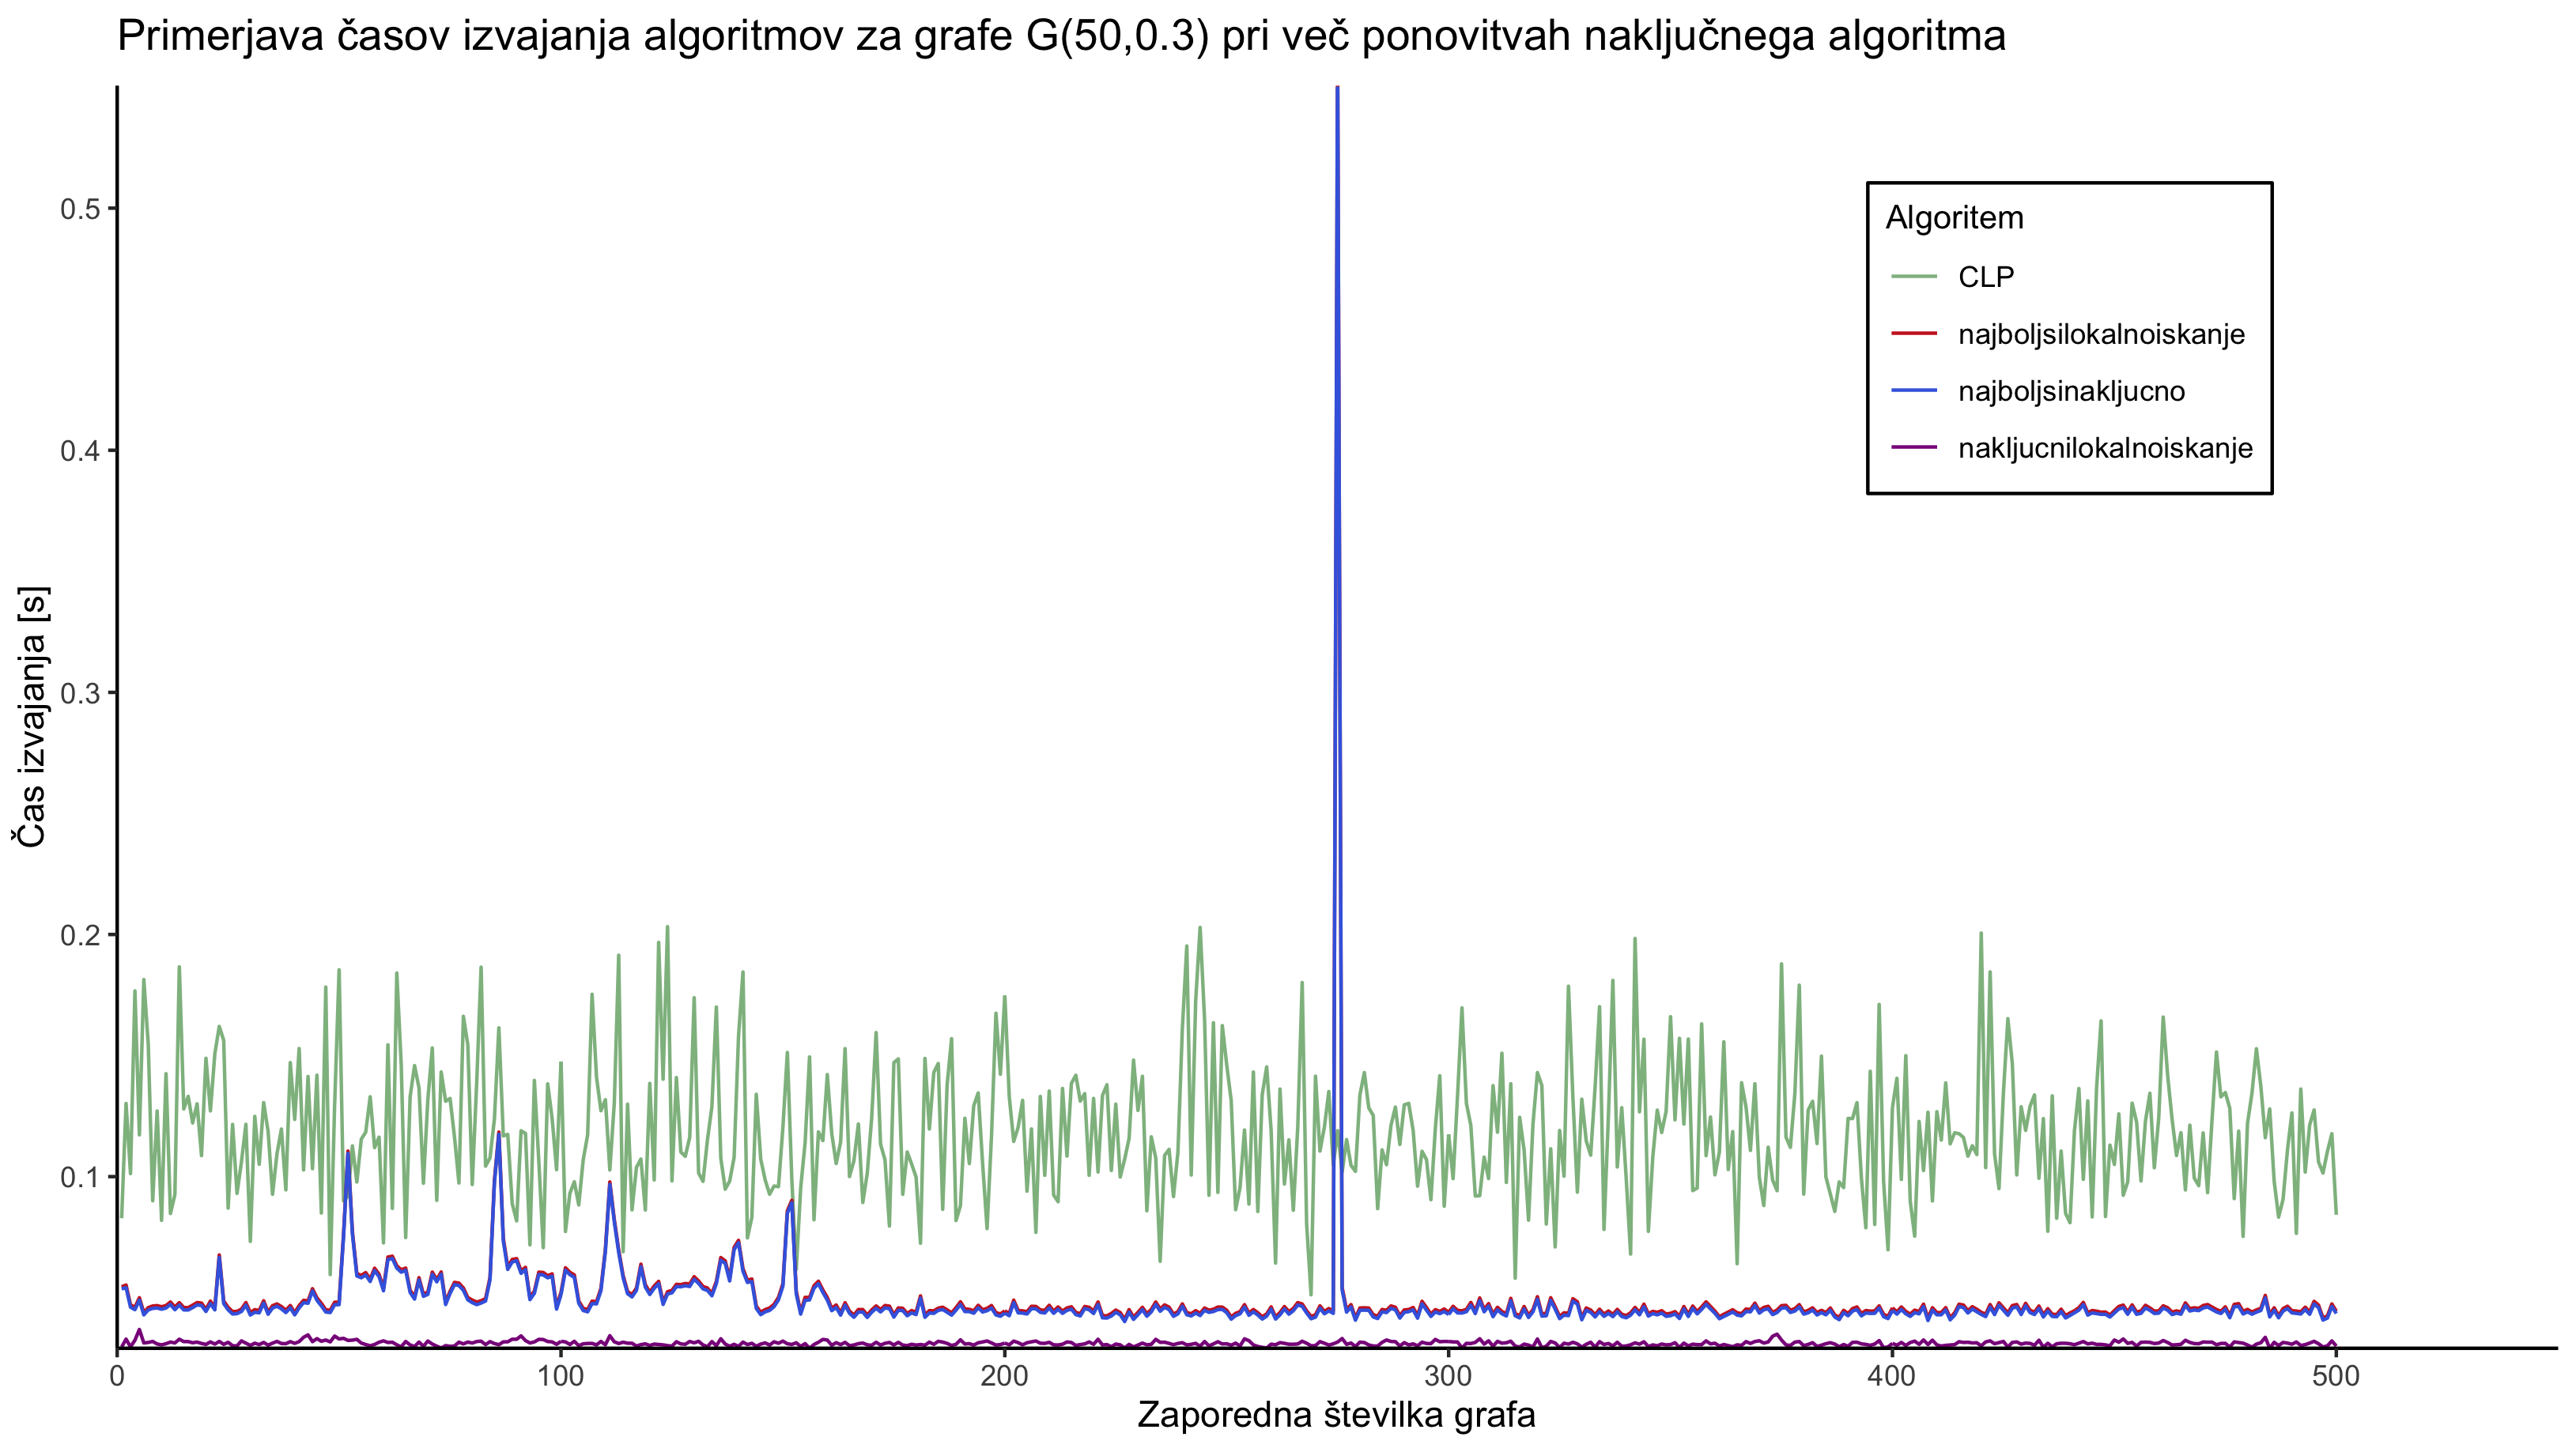 Primerjava časov izvajanja algoritmov za grafe G(50,0.3) pri več ponovitvah naključnega algoritma
0.5
0.4
0.3
0.2
0.1
Čas izvajanja [s]
Algoritem
CLP
najboljsilokalnoiskanje
najboljsinakljucno
nakljucnilokalnoiskanje
0 100 200 300 400 500
Zaporedna številka grafa